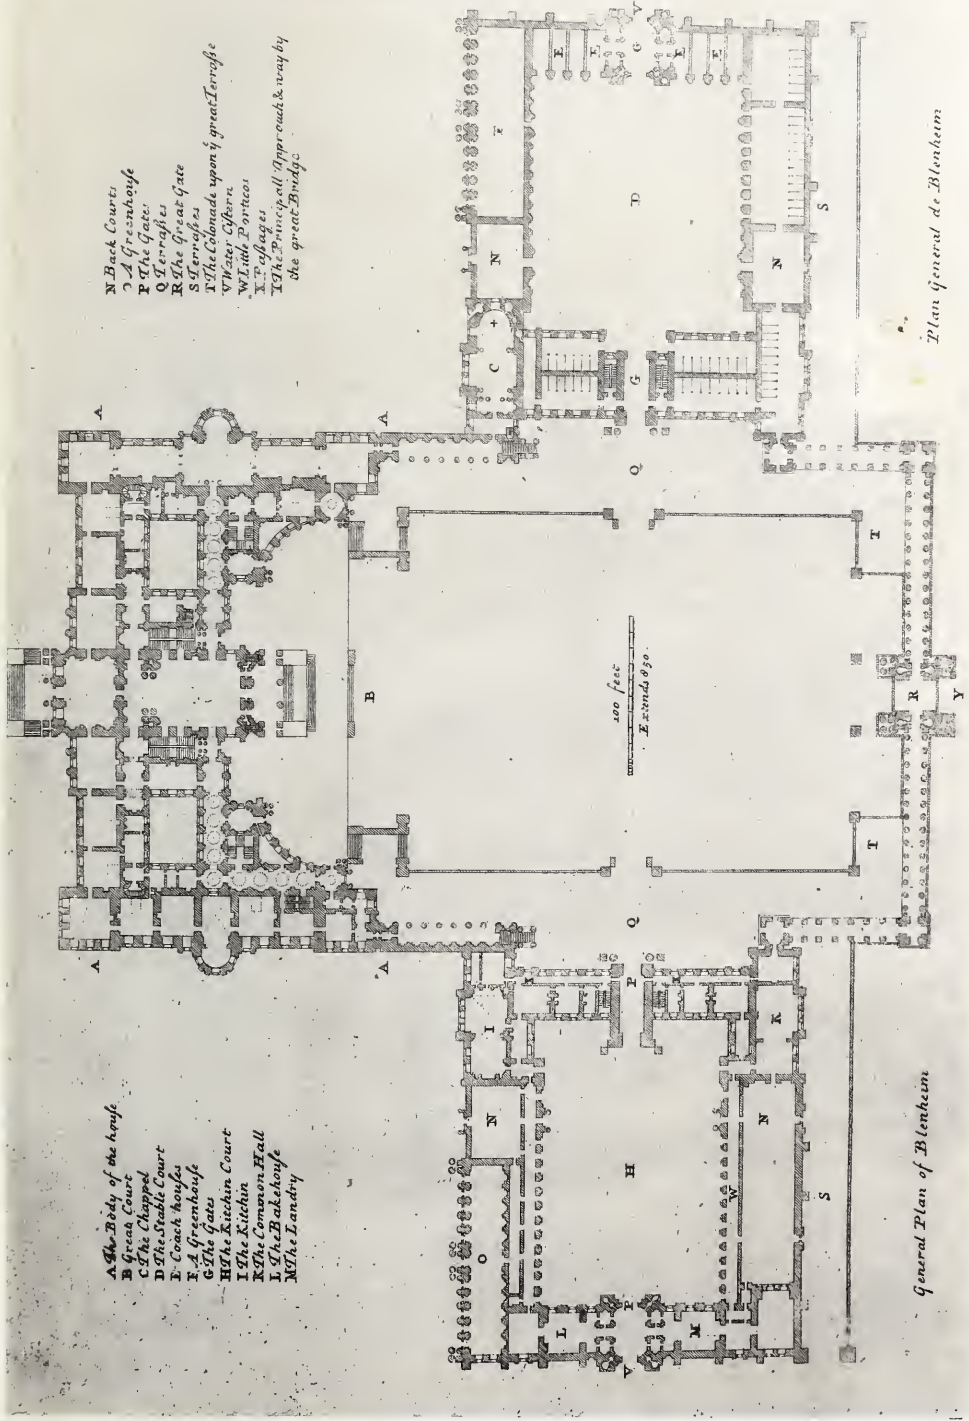 A The Body of the house
B Great Court
C The Chappel
D The Stable Court
E Coach houses
F A Greenhouse
G The Gates
H The Kitchin Court
I The Kitchin
K The Common Hall
L The Bakehouse
M The Landry
N Back Courts
O A Greenhouse
P The Gates
Q Terrasses
R The Great Gate
S Terrasses
T The Colonade upon ye great Terrasse
V Water Cistern
W Little Porticos
X Passages
Y The Principall Approach & way by
the great Bridge
A
A
A
A
B
100 feet
Extends 850.
Q
Q
T
T
R
Y
I
N
O
H
L
M
P
V
P
X
X
K
N
W
S
C
+
N
F
D
E
E
E
E
G
G
V
N
S
General Plan of Blenheim
Plan General de Blenheim